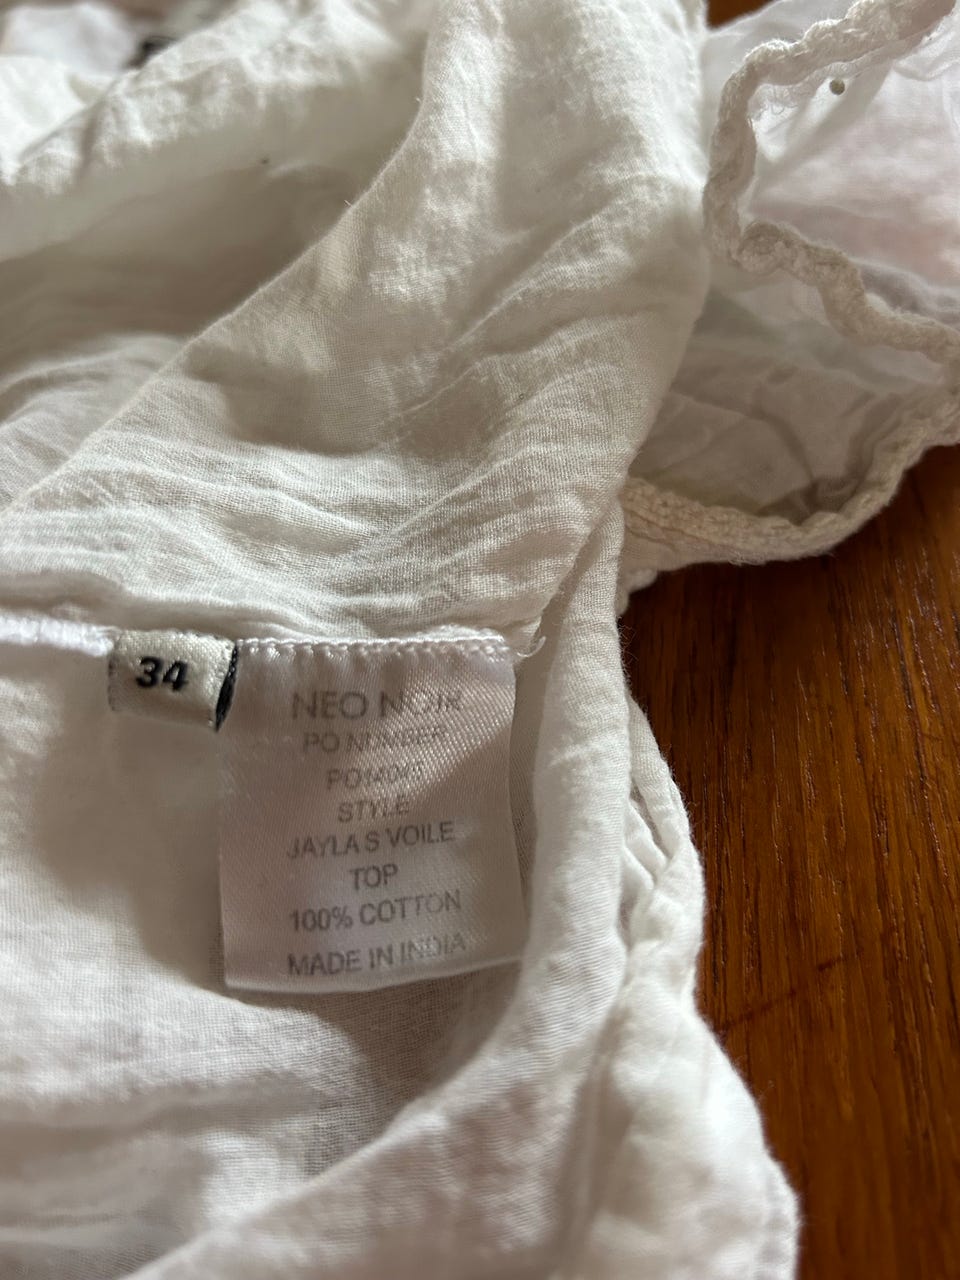 34
NEO NOIR
PO NUMBER
STYLE
JAYLA S VOILE
TOP
100% COTTON
MADE IN INDIA